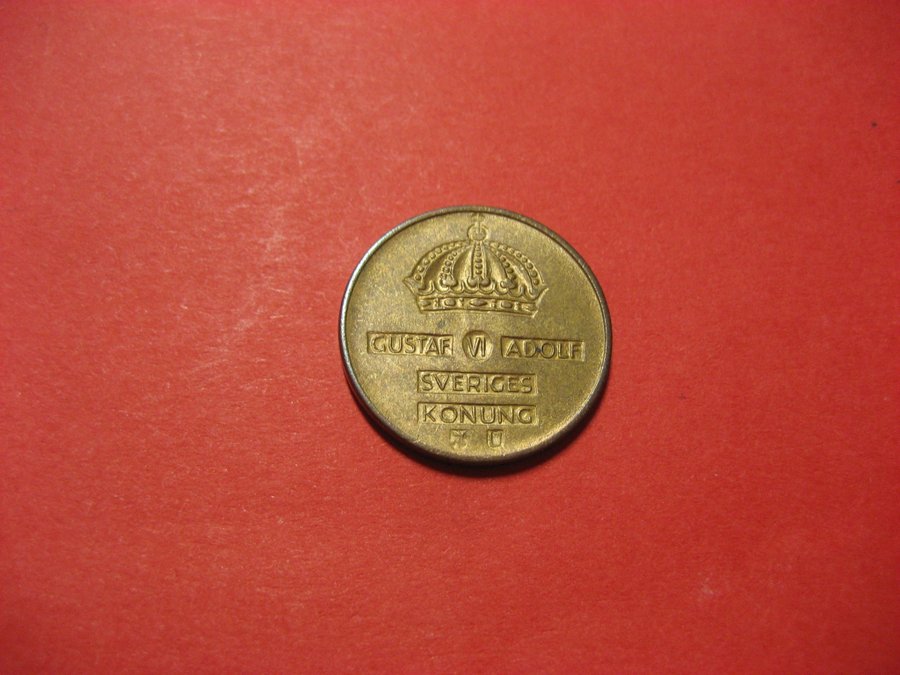 GUSTAF VI ADOLF
SVERIGES
KONUNG
U